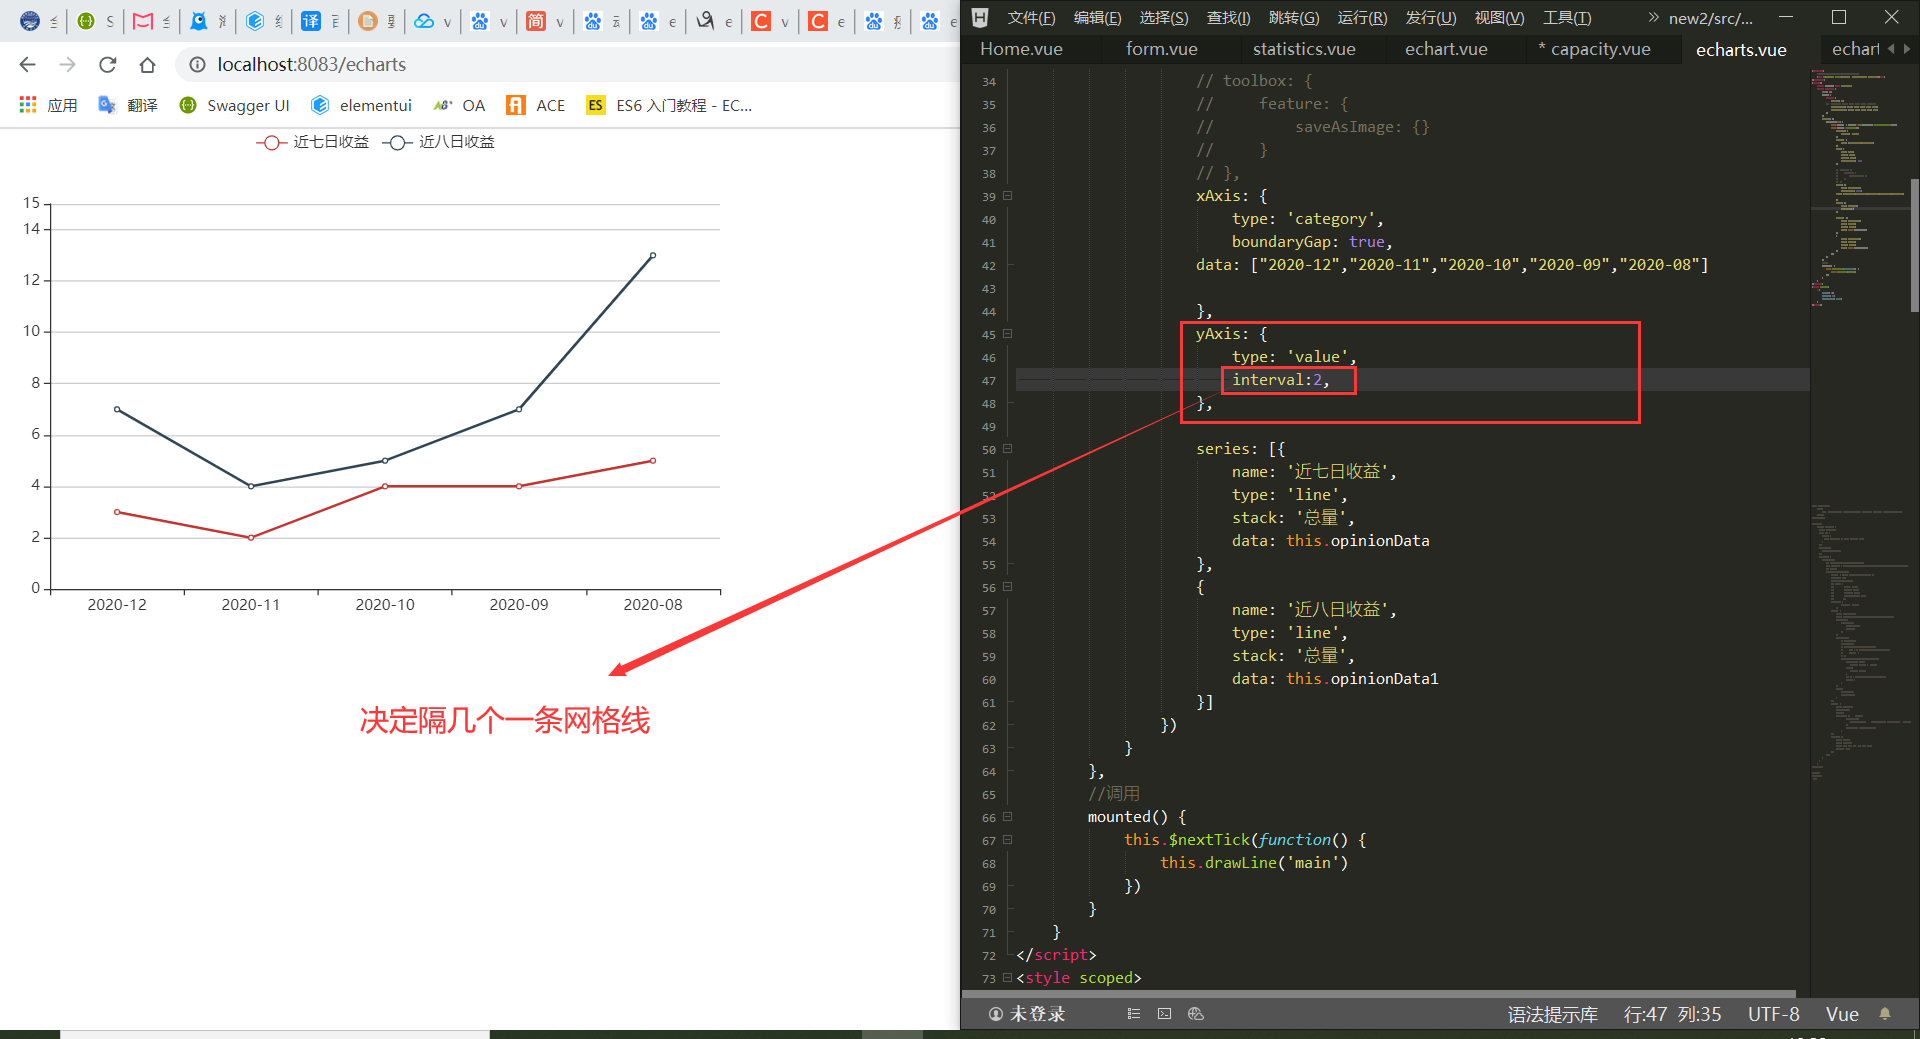 文件(F) 编辑(E) 选择(S) 查找(I) 跳转(G) 运行(R) 发行(U) 视图(V) 工具(T) new2/src/...
localhost:8083/echarts
Home.vue form.vue statistics.vue echart.vue * capacity.vue echarts.vue echart
应用 翻译 Swagger UI elementui OA ACE ES6 入门教程 - EC...
近七日收益 近八日收益
15
14
12
10
8
6
4
2
0
2020-12 2020-11 2020-10 2020-09 2020-08
决定隔几个一条网格线
34 // toolbox: {
35 // feature: {
36 // saveAsImage: {}
37 // }
38 // },
39 xAxis: {
40 type: 'category',
41 boundaryGap: true,
42 data: ["2020-12","2020-11","2020-10","2020-09","2020-08"]
43
44 },
45 yAxis: {
46 type: 'value',
47 interval:2,
48 },
49
50 series: [{
51 name: '近七日收益',
52 type: 'line',
53 stack: '总量',
54 data: this.opinionData
55 },
56 {
57 name: '近八日收益',
58 type: 'line',
59 stack: '总量',
60 data: this.opinionData1
61 }]
62 })
63 }
64 },
65 //调用
66 mounted() {
67 this.$nextTick(function() {
68 this.drawLine('main')
69 })
70 }
71 }
72 </script>
73 <style scoped>
未登录 语法提示库 行:47 列:35 UTF-8 Vue